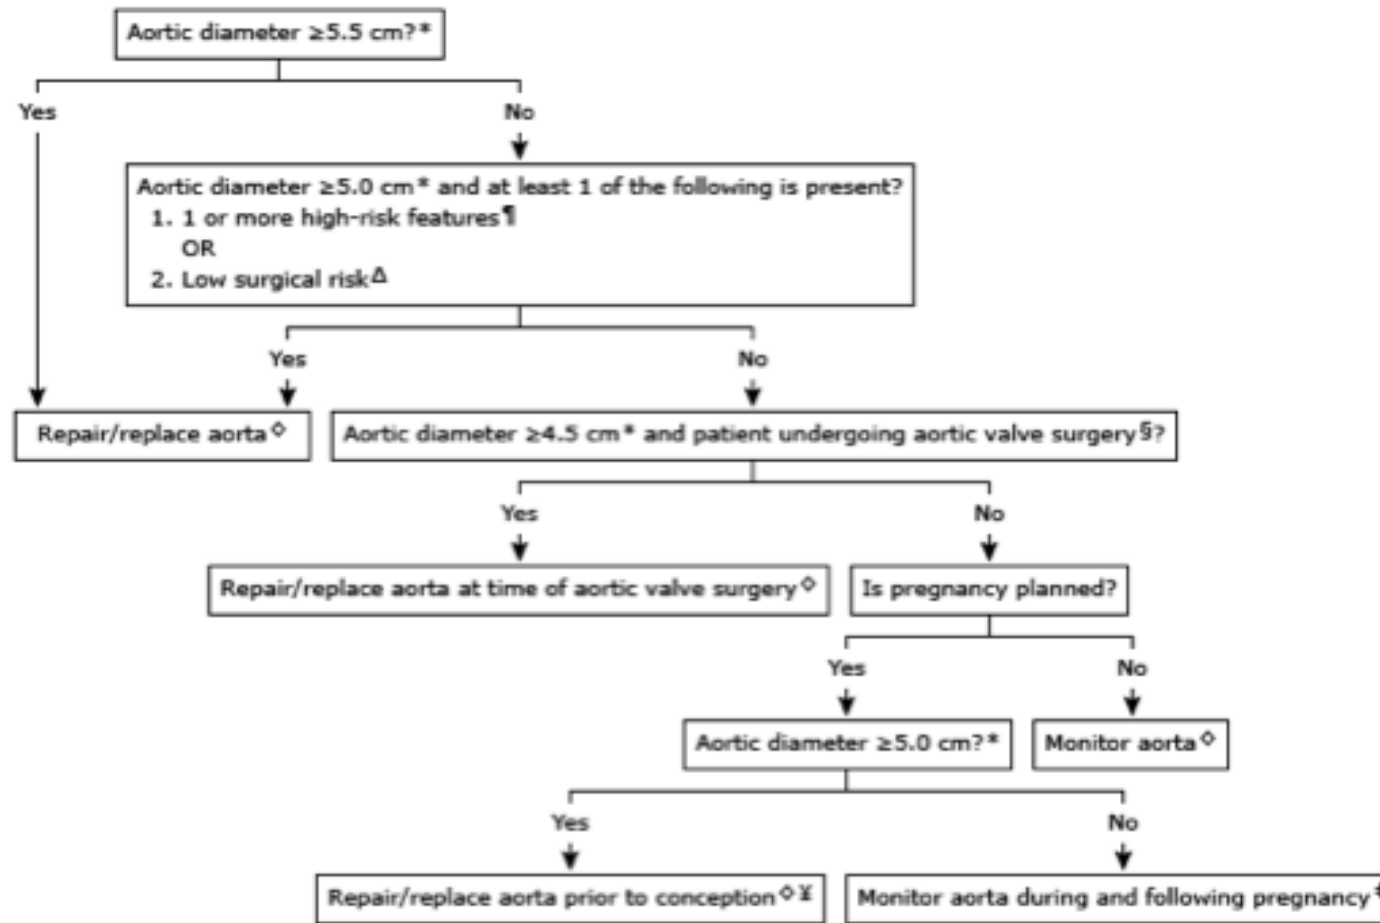 Aortic diameter ≥5.5 cm?*
Yes
No
Aortic diameter ≥5.0 cm* and at least 1 of the following is present?
1. 1 or more high-risk features¶
OR
2. Low surgical riskΔ
Yes
No
Repair/replace aorta◇
Aortic diameter ≥4.5 cm* and patient undergoing aortic valve surgery§?
Yes
No
Repair/replace aorta at time of aortic valve surgery◇
Is pregnancy planned?
Yes
No
Aortic diameter ≥5.0 cm?*
Monitor aorta◇
Yes
No
Repair/replace aorta prior to conception◇¥
Monitor aorta during and following pregnancy‡